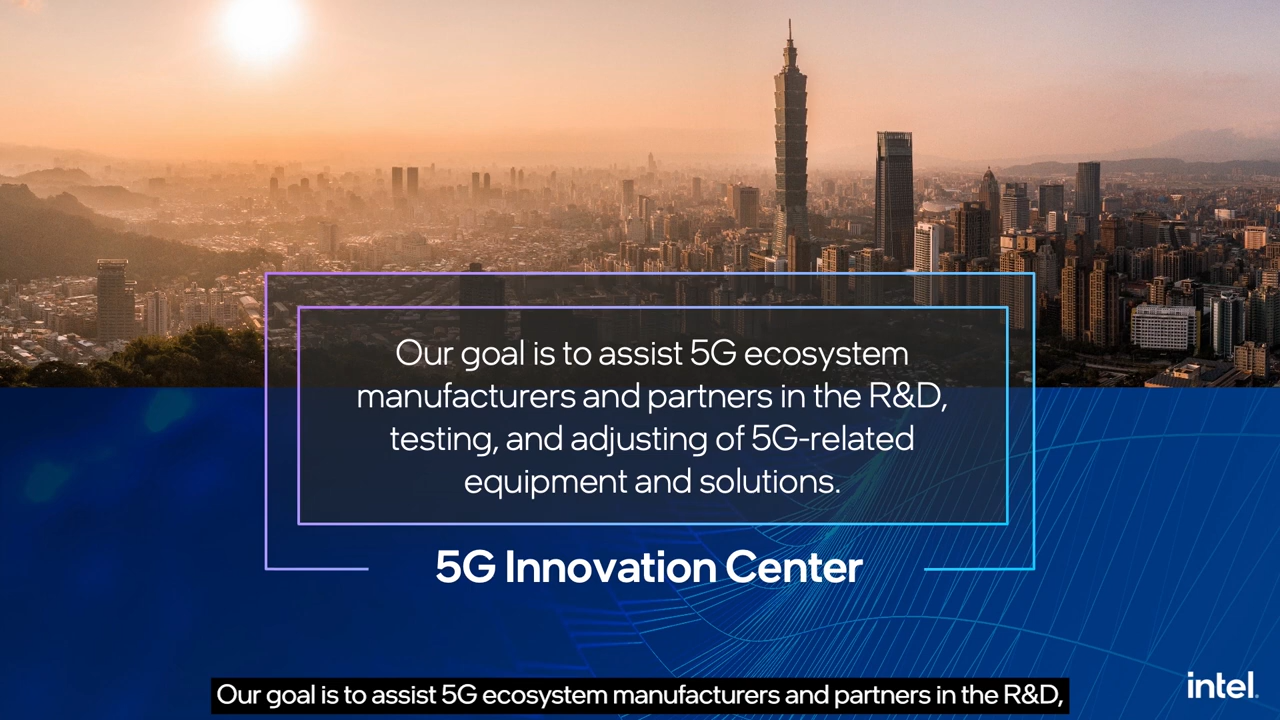 Our goal is to assist 5G ecosystem
manufacturers and partners in the R&D,
testing, and adjusting of 5G-related
equipment and solutions.
5G Innovation Center
intel.
Our goal is to assist 5G ecosystem manufacturers and partners in the R&D,